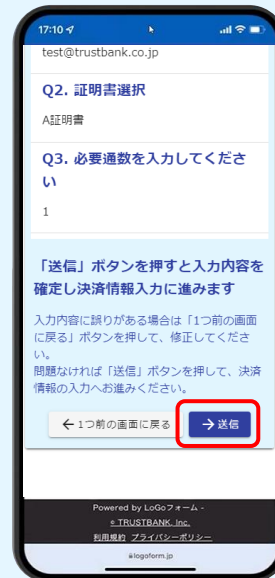 17:10
test@trustbank.co.jp
Q2. 証明書選択
A証明書
Q3. 必要通数を入力してくださ
い
1
「送信」ボタンを押すと入力内容を
確定し決済情報入力に進みます
入力内容に誤りがある場合は「1つ前の画面
に戻る」ボタンを押して、修正してくださ
い。
問題なければ「送信」ボタンを押して、決済
情報の入力へお進みください。
← 1つ前の画面に戻る
→ 送信
Powered by LoGoフォーム -
© TRUSTBANK, Inc.
利用規約 プライバシーポリシー
logoform.jp